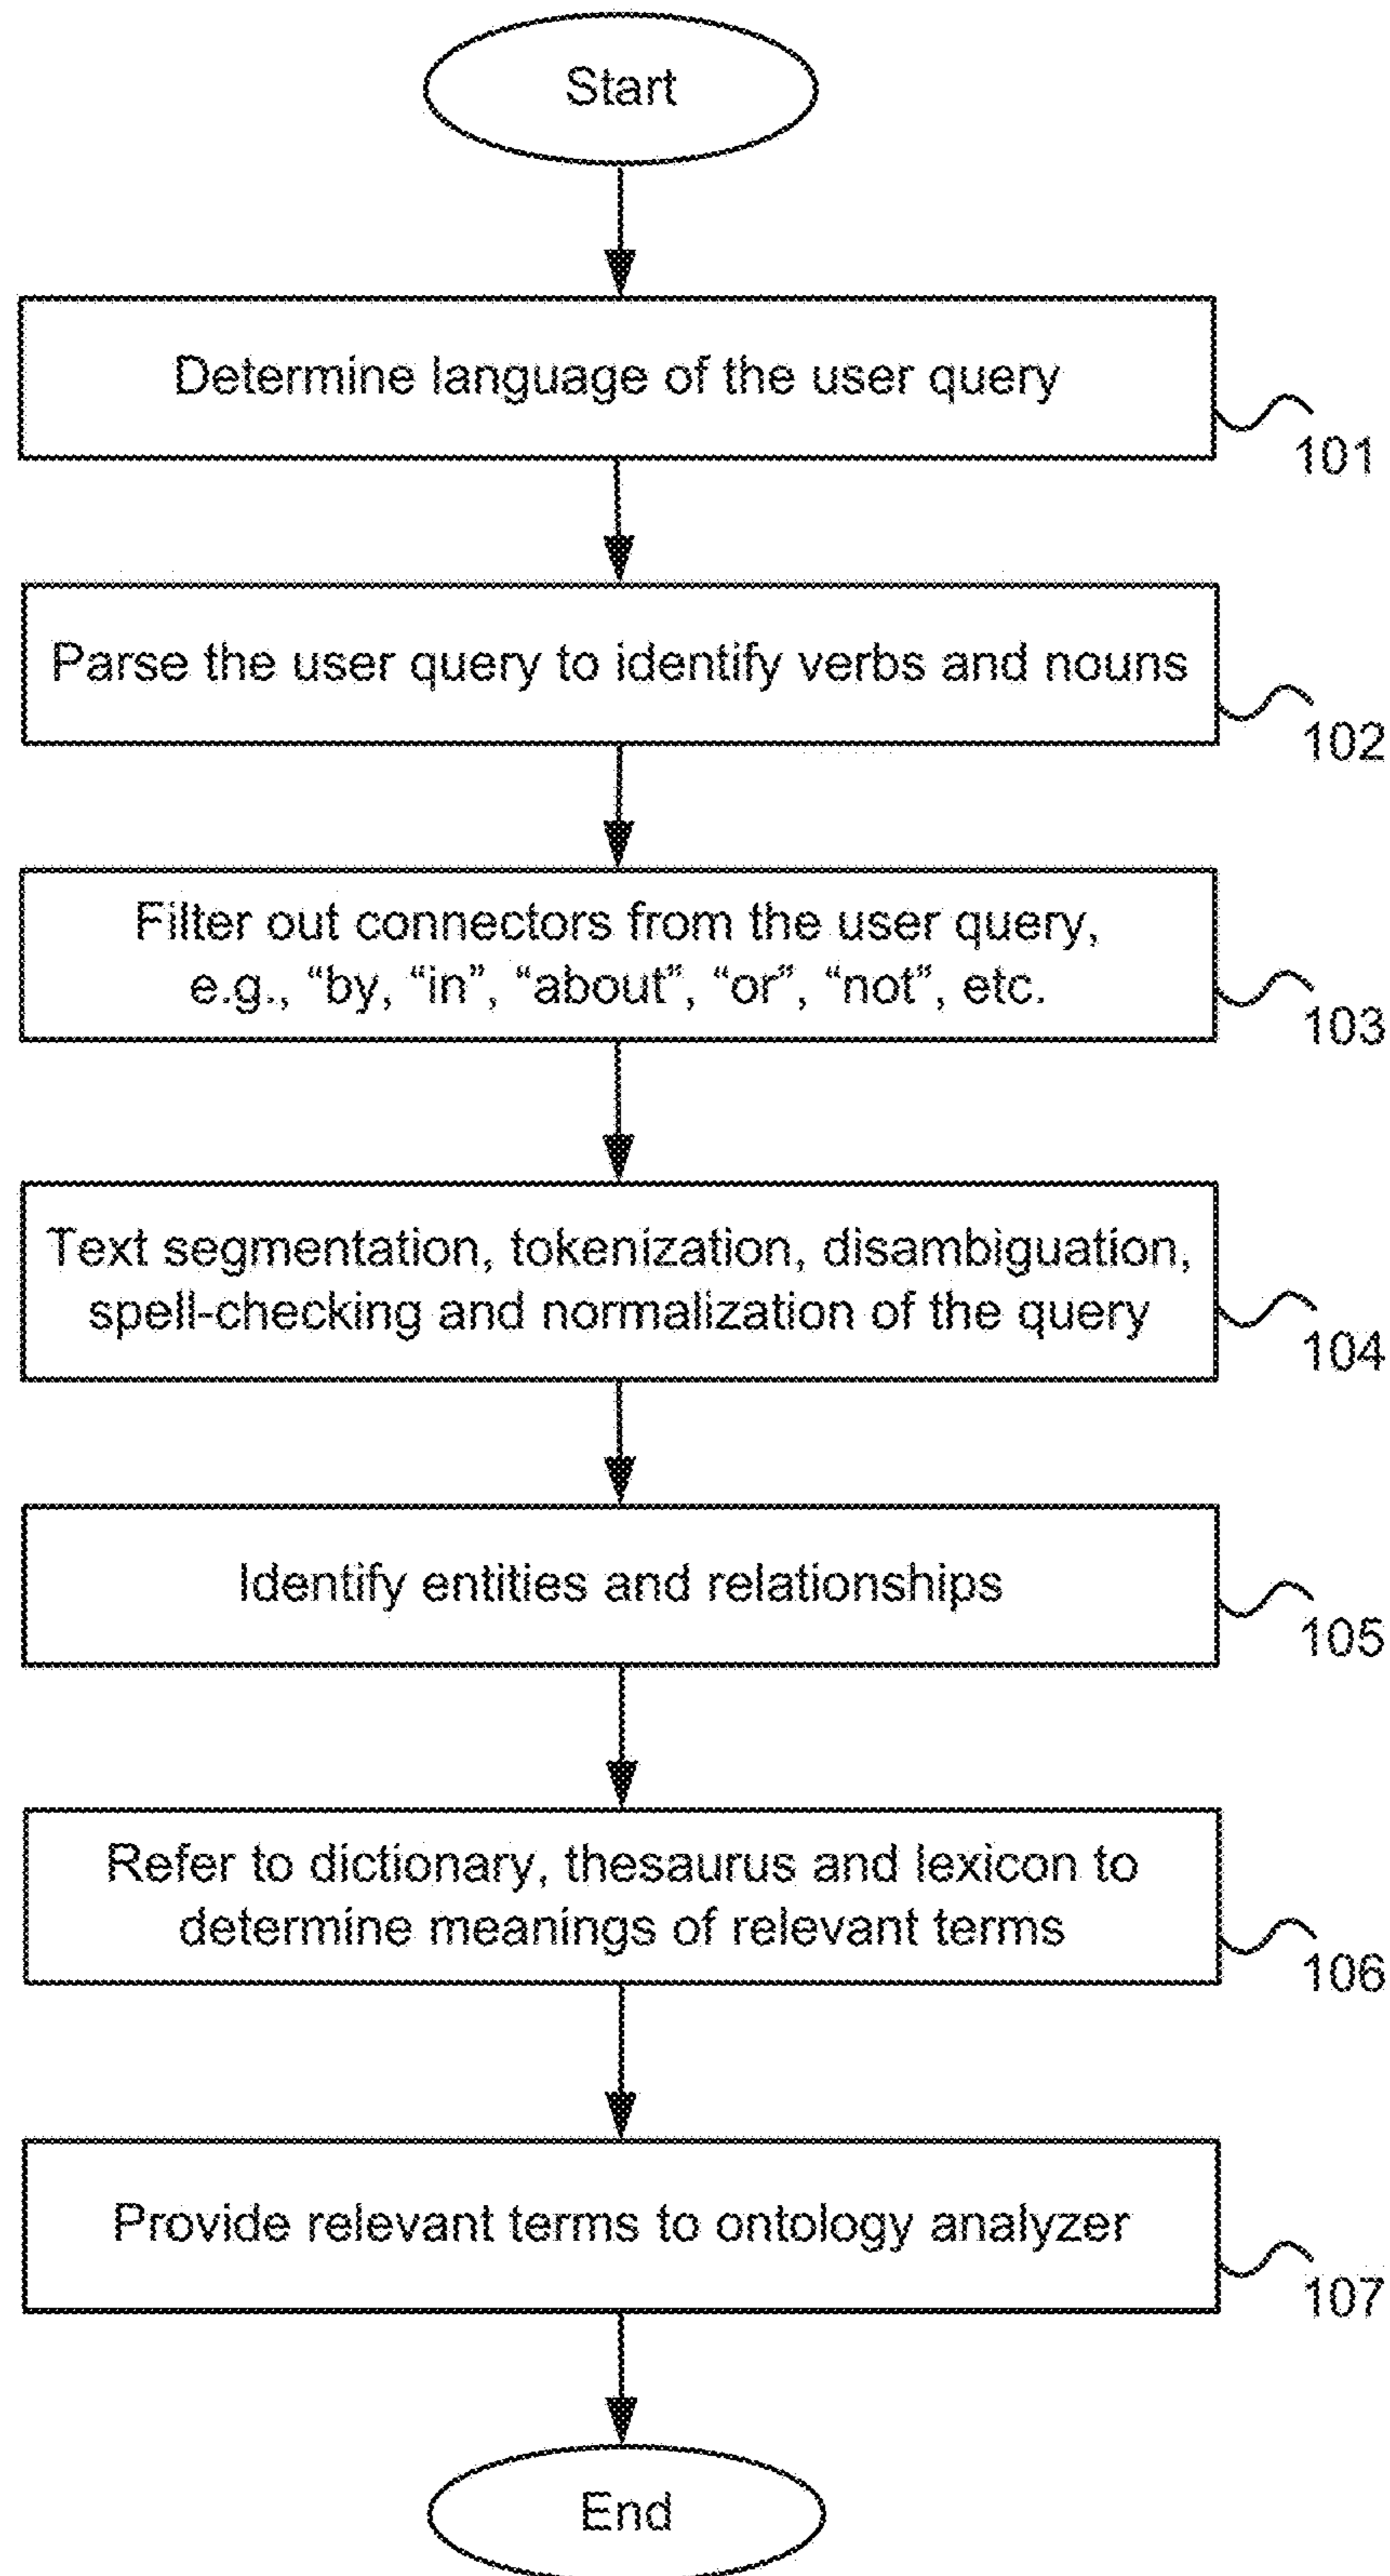 Start
Determine language of the user query
101
Parse the user query to identify verbs and nouns
102
Filter out connectors from the user query,
e.g., “by, “in”, “about”, “or”, “not”, etc.
103
Text segmentation, tokenization, disambiguation,
spell-checking and normalization of the query
104
Identify entities and relationships
105
Refer to dictionary, thesaurus and lexicon to
determine meanings of relevant terms
106
Provide relevant terms to ontology analyzer
107
End